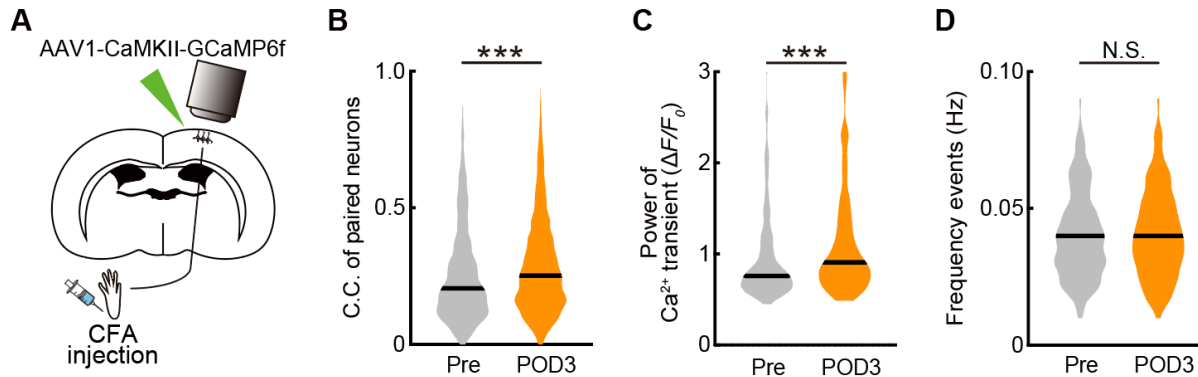 A
AAV1-CaMKII-GCaMP6f
CFA
injection
B
***
C.C. of paired neurons
1.0
0.5
0
Pre
POD3
C
***
Power of
Ca²⁺ transient (ΔF/F₀)
3
2
1
0
Pre
POD3
D
N.S.
Frequency events (Hz)
0.10
0.05
0
Pre
POD3